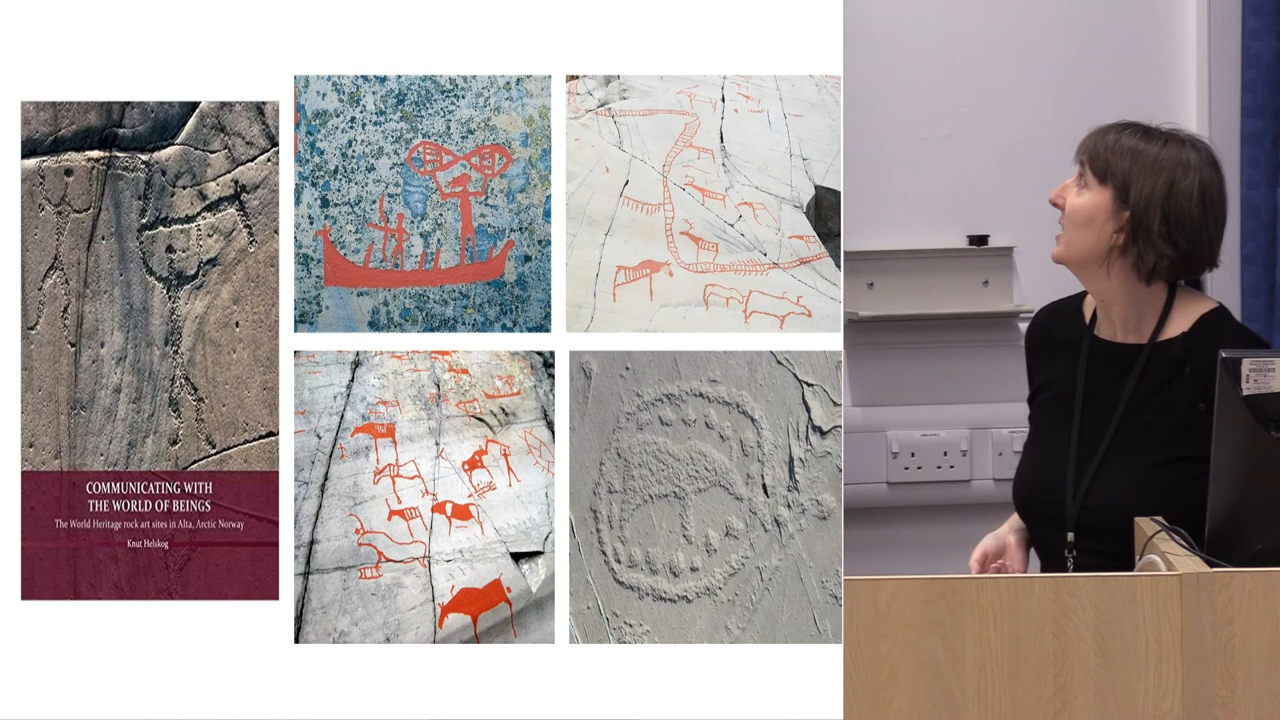 COMMUNICATING WITH
THE WORLD OF BEINGS
The World Heritage rock art sites in Alta, Arctic Norway
Knut Helskog